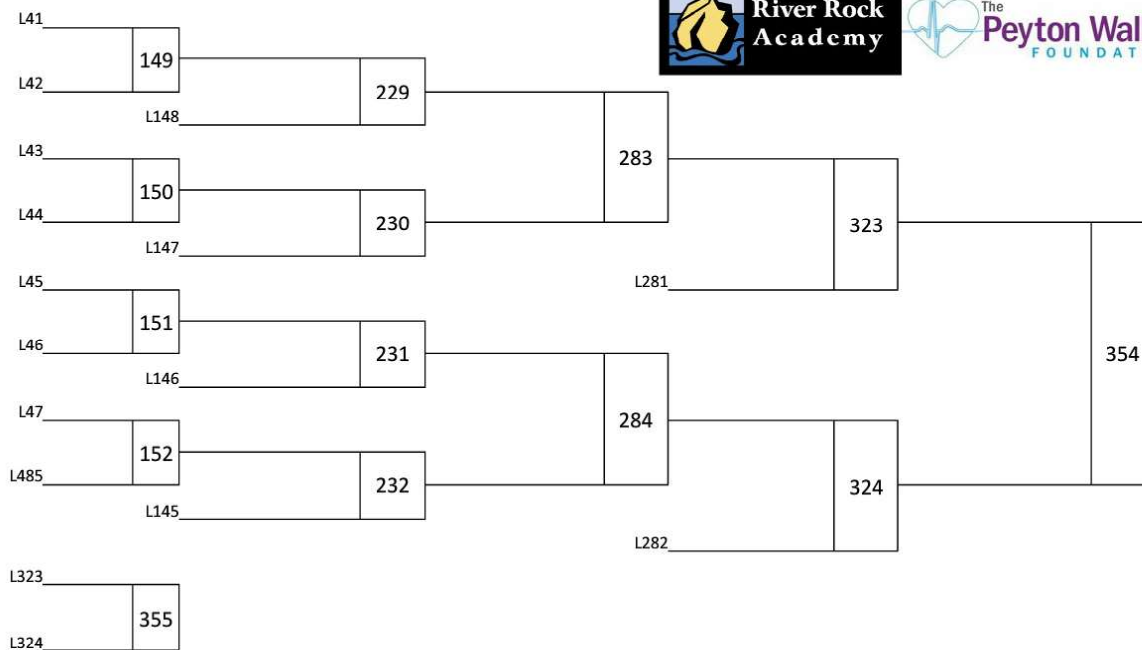 River Rock
Academy
The
Peyton Wal
FOUNDAT
L41
149
L42
229
L148
283
L43
150
L44
230
L147
323
L281
L45
151
L46
231
L146
354
L47
284
152
L485
232
L145
324
L282
L323
355
L324